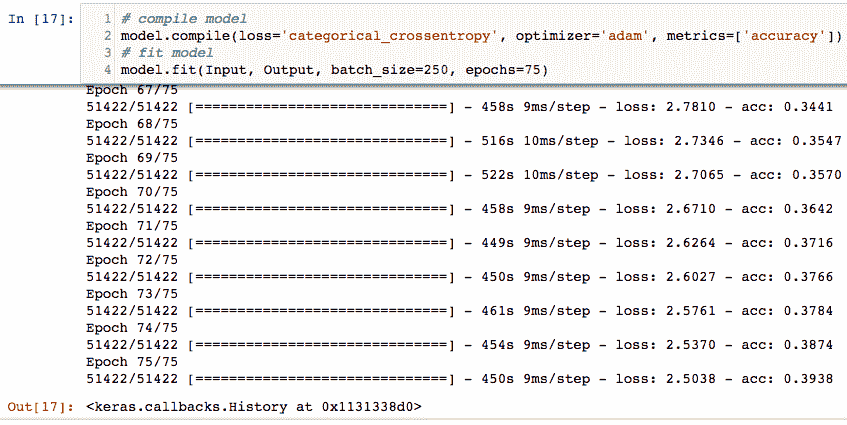 In [17]:
1 # compile model
2 model.compile(loss='categorical_crossentropy', optimizer='adam', metrics=['accuracy'])
3 # fit model
4 model.fit(Input, Output, batch_size=250, epochs=75)
Epoch 67/75
51422/51422 [==============================] - 458s 9ms/step - loss: 2.7810 - acc: 0.3441
Epoch 68/75
51422/51422 [==============================] - 516s 10ms/step - loss: 2.7346 - acc: 0.3547
Epoch 69/75
51422/51422 [==============================] - 522s 10ms/step - loss: 2.7065 - acc: 0.3570
Epoch 70/75
51422/51422 [==============================] - 458s 9ms/step - loss: 2.6710 - acc: 0.3642
Epoch 71/75
51422/51422 [==============================] - 449s 9ms/step - loss: 2.6264 - acc: 0.3716
Epoch 72/75
51422/51422 [==============================] - 450s 9ms/step - loss: 2.6027 - acc: 0.3766
Epoch 73/75
51422/51422 [==============================] - 461s 9ms/step - loss: 2.5761 - acc: 0.3784
Epoch 74/75
51422/51422 [==============================] - 454s 9ms/step - loss: 2.5370 - acc: 0.3874
Epoch 75/75
51422/51422 [==============================] - 450s 9ms/step - loss: 2.5038 - acc: 0.3938
Out[17]: <keras.callbacks.History at 0x1131338d0>